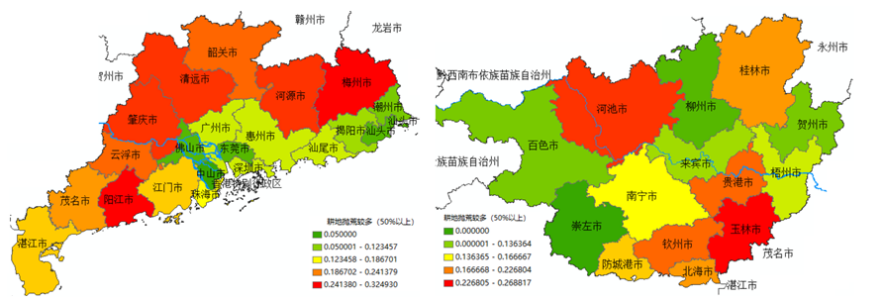 赣州市
龙岩市
韶关市
清远市
河源市
梅州市
潮州市
汕头市
肇庆市
广州市
惠州市
揭阳市
汕头市
云浮市
佛山市
东莞市
汕尾市
深圳市
中山市
江门市
珠海市
茂名市
阳江市
湛江市
耕地抛荒较多（50%以上）
0.050000
0.050001 - 0.123457
0.123458 - 0.186701
0.186702 - 0.241379
0.241380 - 0.324930
永州市
桂林市
黔西南布依族苗族自治州
河池市
柳州市
贺州市
百色市
族苗族自治州
来宾市
梧州市
南宁市
贵港市
崇左市
玉林市
钦州市
防城港市
北海市
茂名市
湛江市
耕地抛荒较多（50%以上）
0.000000
0.000001 - 0.136364
0.136365 - 0.166667
0.166668 - 0.226804
0.226805 - 0.268817